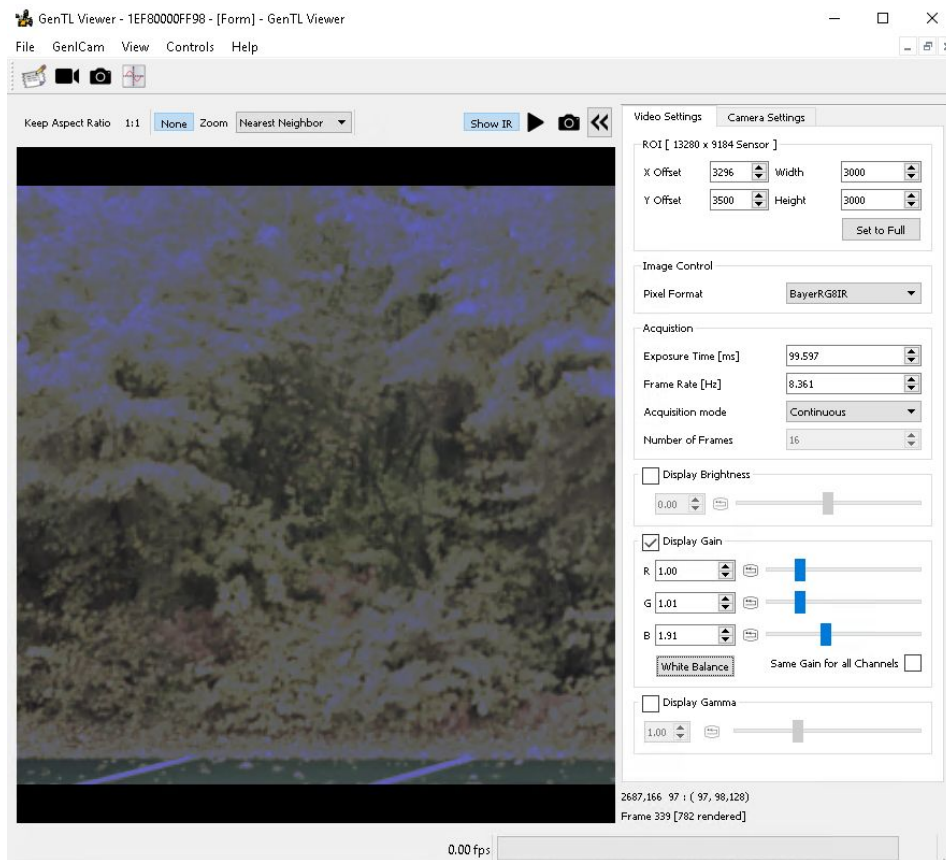 GenTL Viewer - 1EF80000FF98 - [Form] - GenTL Viewer
File GenICam View Controls Help
Keep Aspect Ratio 1:1 None Zoom Nearest Neighbor Show IR
Video Settings Camera Settings
ROI [ 13280 x 9184 Sensor ]
X Offset 3296 Width 3000
Y Offset 3500 Height 3000
Set to Full
Image Control
Pixel Format BayerRG8IR
Acquistion
Exposure Time [ms] 99.597
Frame Rate [Hz] 8.361
Acquisition mode Continuous
Number of Frames 16
Display Brightness
0.00
Display Gain
R 1.00
G 1.01
B 1.91
White Balance Same Gain for all Channels
Display Gamma
1.00
2687,166 97 : ( 97, 98,128)
Frame 339 [782 rendered]
0.00 fps